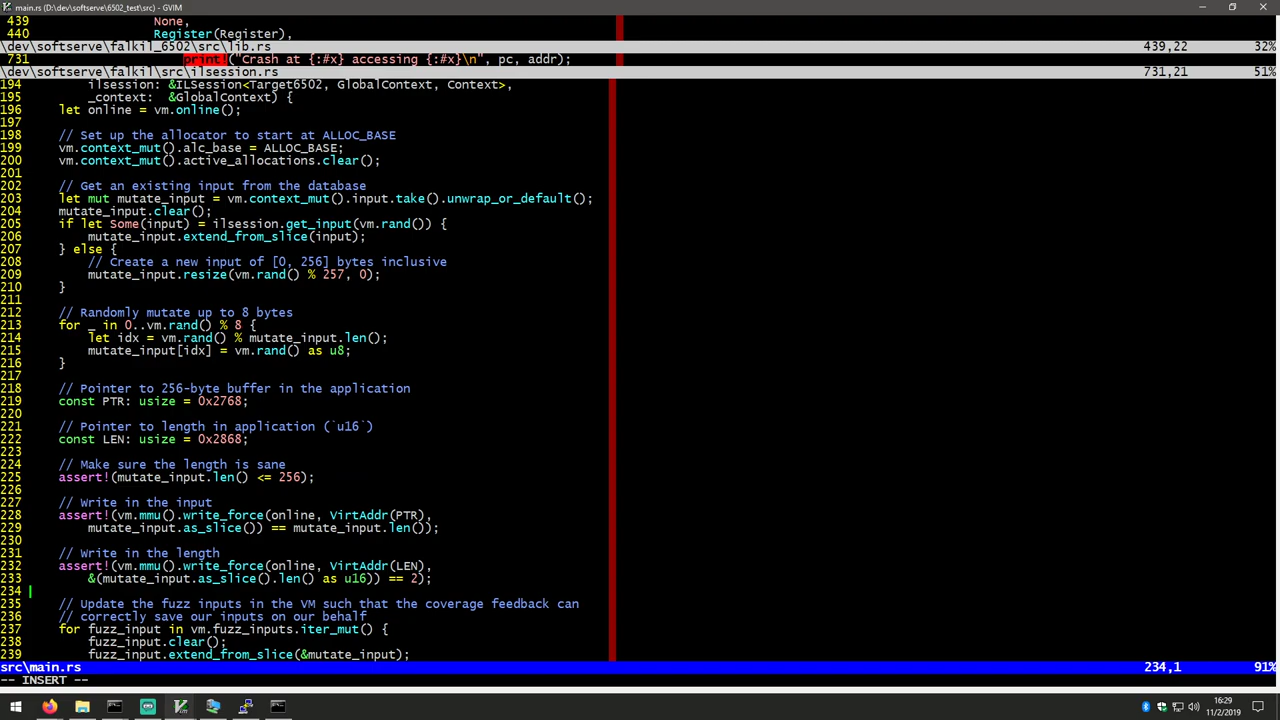 main.rs (D:\dev\softserve\6502_test\src) - GVIM
439 None,
440 Register(Register),
\dev\softserve\falkil_6502\src\lib.rs 439,22 32%
731 print!("Crash at {:#x} accessing {:#x}\n", pc, addr);
\dev\softserve\falkil\src\ilsession.rs 731,21 51%
194 ilsession: &ILSession<Target6502, GlobalContext, Context>,
195 _context: &GlobalContext) {
196 let online = vm.online();
197
198 // Set up the allocator to start at ALLOC_BASE
199 vm.context_mut().alc_base = ALLOC_BASE;
200 vm.context_mut().active_allocations.clear();
201
202 // Get an existing input from the database
203 let mut mutate_input = vm.context_mut().input.take().unwrap_or_default();
204 mutate_input.clear();
205 if let Some(input) = ilsession.get_input(vm.rand()) {
206 mutate_input.extend_from_slice(input);
207 } else {
208 // Create a new input of [0, 256] bytes inclusive
209 mutate_input.resize(vm.rand() % 257, 0);
210 }
211
212 // Randomly mutate up to 8 bytes
213 for _ in 0..vm.rand() % 8 {
214 let idx = vm.rand() % mutate_input.len();
215 mutate_input[idx] = vm.rand() as u8;
216 }
217
218 // Pointer to 256-byte buffer in the application
219 const PTR: usize = 0x2768;
220
221 // Pointer to length in application (`u16`)
222 const LEN: usize = 0x2868;
223
224 // Make sure the length is sane
225 assert!(mutate_input.len() <= 256);
226
227 // Write in the input
228 assert!(vm.mmu().write_force(online, VirtAddr(PTR),
229 mutate_input.as_slice()) == mutate_input.len());
230
231 // Write in the length
232 assert!(vm.mmu().write_force(online, VirtAddr(LEN),
233 &(mutate_input.as_slice().len() as u16)) == 2);
234
235 // Update the fuzz inputs in the VM such that the coverage feedback can
236 // correctly save our inputs on our behalf
237 for fuzz_input in vm.fuzz_inputs.iter_mut() {
238 fuzz_input.clear();
239 fuzz_input.extend_from_slice(&mutate_input);
src\main.rs 234,1 91%
-- INSERT --
16:29
11/2/2019